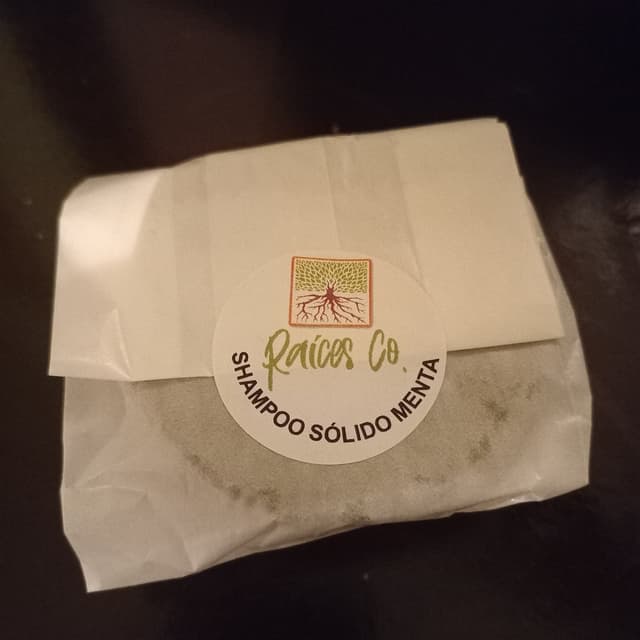 Raíces Co.
SHAMPOO SÓLIDO MENTA